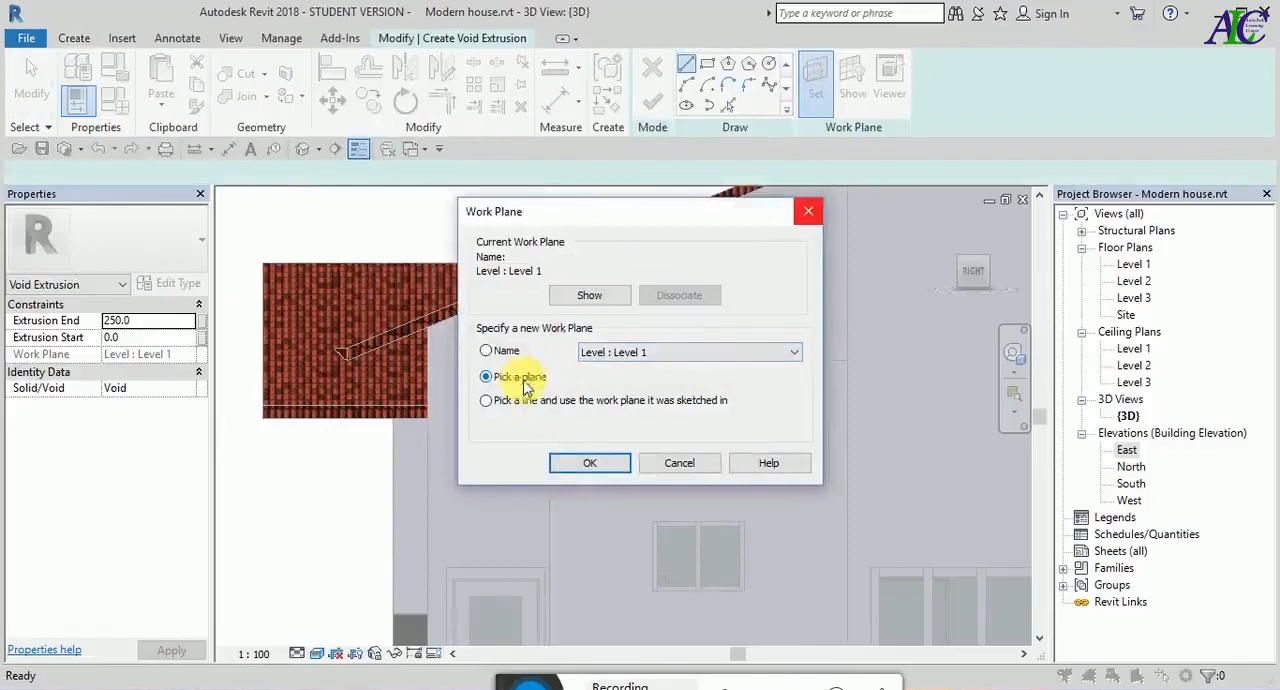 Autodesk Revit 2018 - STUDENT VERSION - Modern house.rvt - 3D View: {3D}
Type a keyword or phrase
Sign In
ALC
File Create Insert Annotate View Manage Add-Ins Modify | Create Void Extrusion
Modify
Paste
Cut
Join
Set Show Viewer
Select Properties Clipboard Geometry Modify Measure Create Mode Draw Work Plane
Properties
R
Void Extrusion
Edit Type
Constraints
Extrusion End 250.0
Extrusion Start 0.0
Work Plane Level : Level 1
Identity Data
Solid/Void Void
Properties help
Apply
Work Plane
Current Work Plane
Name:
Level : Level 1
Show
Dissociate
Specify a new Work Plane
Name
Level : Level 1
Pick a plane
Pick a line and use the work plane it was sketched in
OK
Cancel
Help
RIGHT
1 : 100
Project Browser - Modern house.rvt
Views (all)
Structural Plans
Floor Plans
Level 1
Level 2
Level 3
Site
Ceiling Plans
Level 1
Level 2
Level 3
3D Views
{3D}
Elevations (Building Elevation)
East
North
South
West
Legends
Schedules/Quantities
Sheets (all)
Families
Groups
Revit Links
Ready
:0
Recording